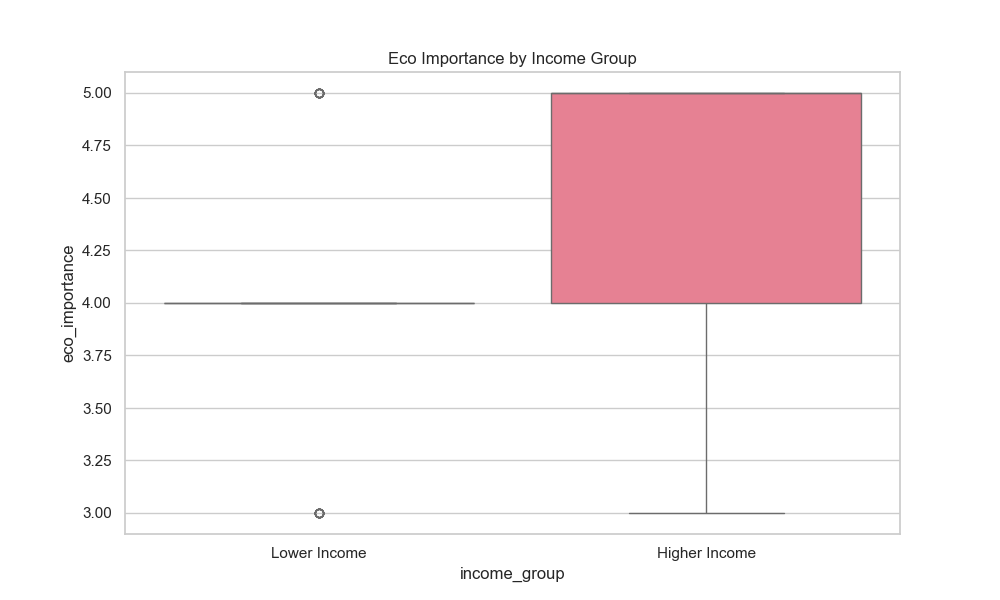 Eco Importance by Income Group
5.00
4.75
4.50
4.25
4.00
3.75
3.50
3.25
3.00
eco_importance
Lower Income
Higher Income
income_group